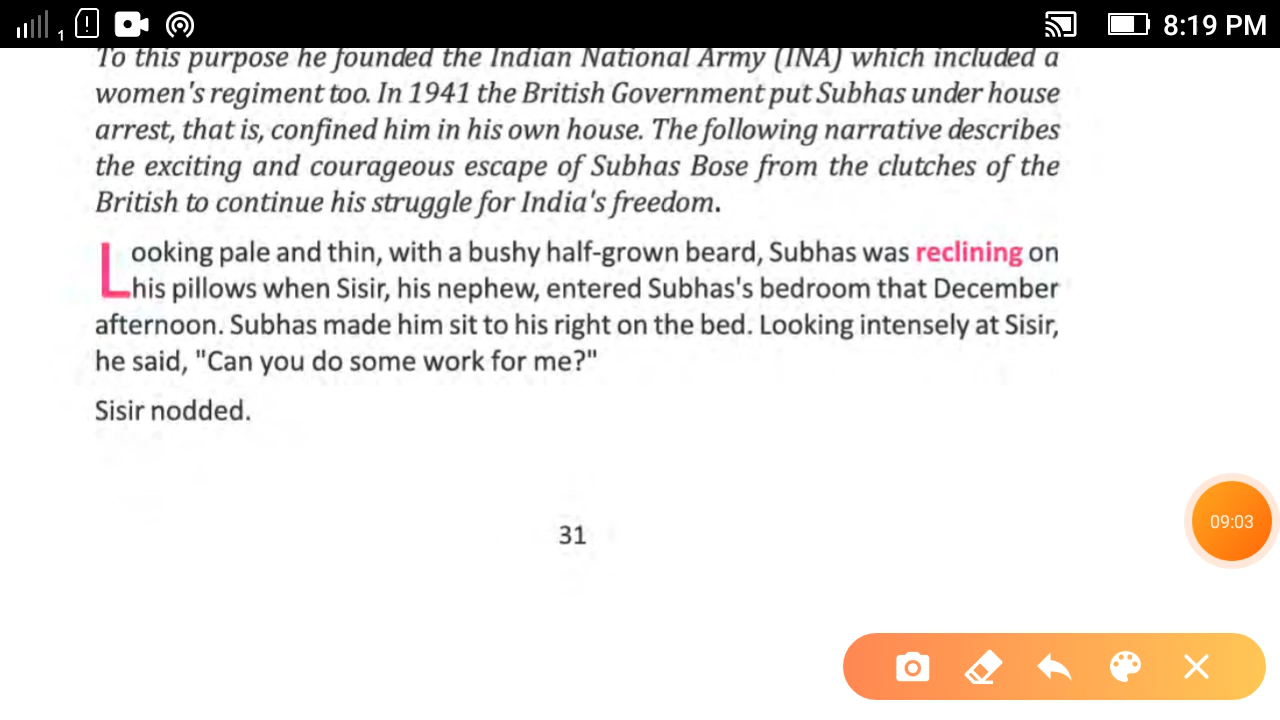 1 8:19 PM
To this purpose he founded the Indian National Army (INA) which included a
women's regiment too. In 1941 the British Government put Subhas under house
arrest, that is, confined him in his own house. The following narrative describes
the exciting and courageous escape of Subhas Bose from the clutches of the
British to continue his struggle for India's freedom.
Looking pale and thin, with a bushy half-grown beard, Subhas was reclining on
his pillows when Sisir, his nephew, entered Subhas's bedroom that December
afternoon. Subhas made him sit to his right on the bed. Looking intensely at Sisir,
he said, "Can you do some work for me?"
Sisir nodded.
09:03
31